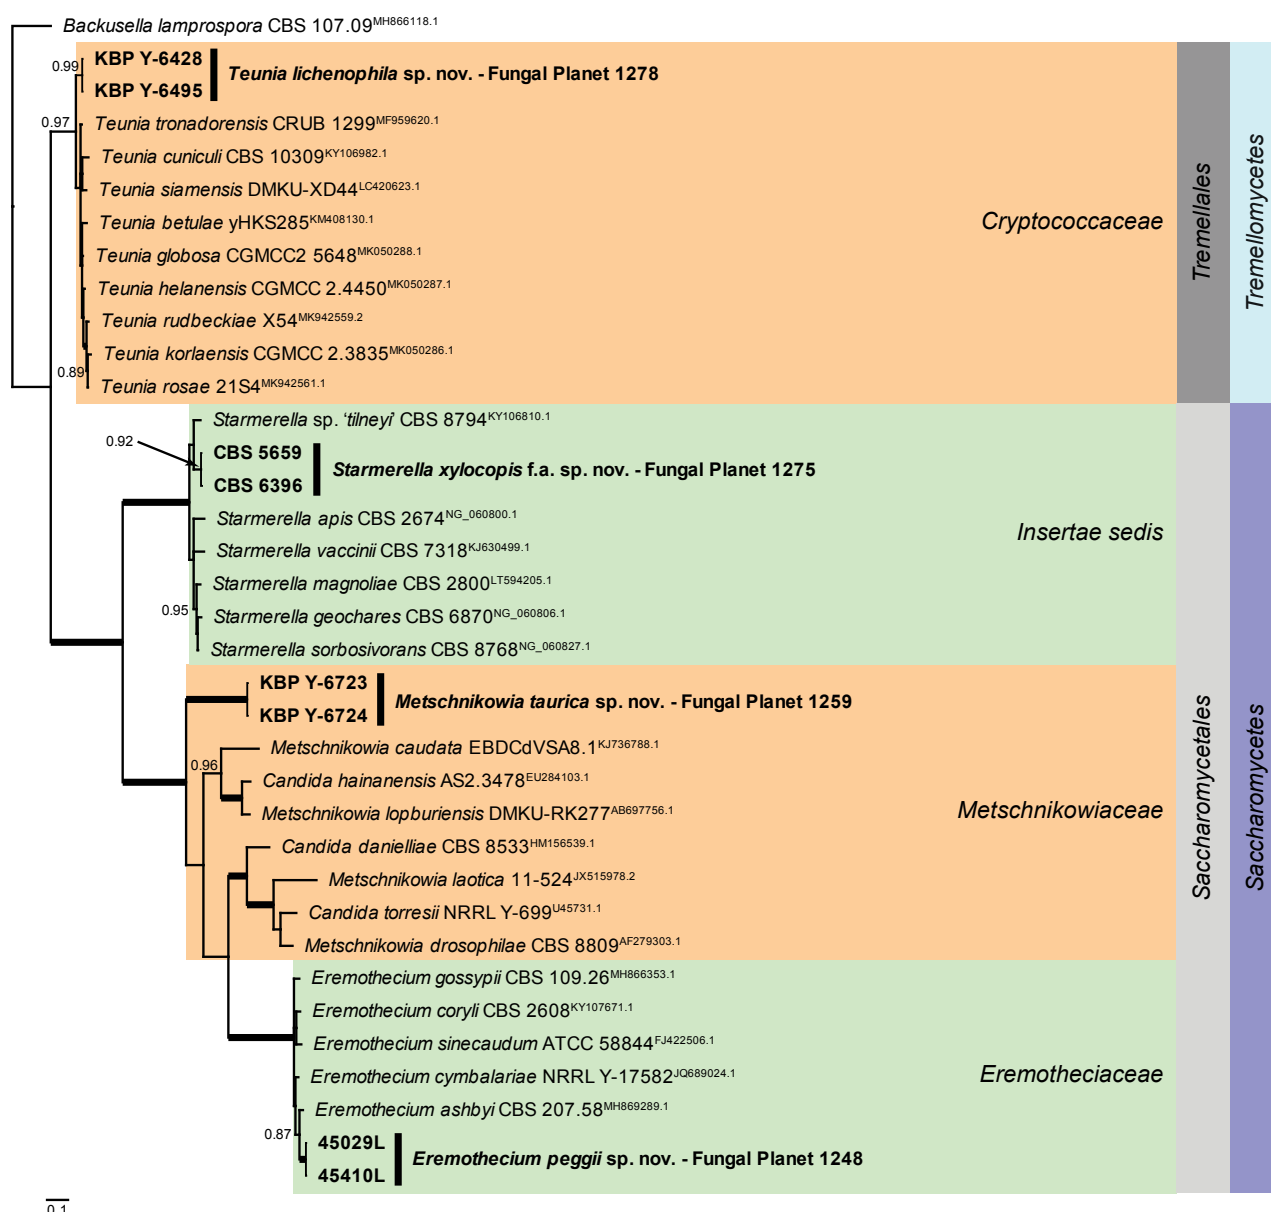 Backusella lamprospora CBS 107.09MH866118.1
0.99
KBP Y-6428
KBP Y-6495
Teunia lichenophila sp. nov. - Fungal Planet 1278
0.97
Teunia tronadorensis CRUB 1299MF959620.1
Teunia cuniculi CBS 10309KY106982.1
Teunia siamensis DMKU-XD44LC420623.1
Teunia betulae yHKS285KM408130.1
Teunia globosa CGMCC2 5648MK050288.1
Teunia helanensis CGMCC 2.4450MK050287.1
Teunia rudbeckiae X54MK942559.2
Teunia korlaensis CGMCC 2.3835MK050286.1
0.89
Teunia rosae 21S4MK942561.1
Cryptococcaceae
Tremellales
Tremellomycetes
Starmerella sp. ‘tilneyi’ CBS 8794KY106810.1
0.92
CBS 5659
CBS 6396
Starmerella xylocopis f.a. sp. nov. - Fungal Planet 1275
Starmerella apis CBS 2674NG_060800.1
Starmerella vaccinii CBS 7318KJ630499.1
Starmerella magnoliae CBS 2800LT594205.1
0.95
Starmerella geochares CBS 6870NG_060806.1
Starmerella sorbosivorans CBS 8768NG_060827.1
Insertae sedis
KBP Y-6723
KBP Y-6724
Metschnikowia taurica sp. nov. - Fungal Planet 1259
Metschnikowia caudata EBDCdVSA8.1KJ736788.1
0.96
Candida hainanensis AS2.3478EU284103.1
Metschnikowia lopburiensis DMKU-RK277AB697756.1
Candida danielliae CBS 8533HM156539.1
Metschnikowia laotica 11-524JX515978.2
Candida torresii NRRL Y-699U45731.1
Metschnikowia drosophilae CBS 8809AF279303.1
Metschnikowiaceae
Saccharomycetales
Saccharomycetes
Eremothecium gossypii CBS 109.26MH866353.1
Eremothecium coryli CBS 2608KY107671.1
Eremothecium sinecaudum ATCC 58844FJ422506.1
Eremothecium cymbalariae NRRL Y-17582JQ689024.1
Eremothecium ashbyi CBS 207.58MH869289.1
0.87
45029L
45410L
Eremothecium peggii sp. nov. - Fungal Planet 1248
Eremotheciaceae
0.1